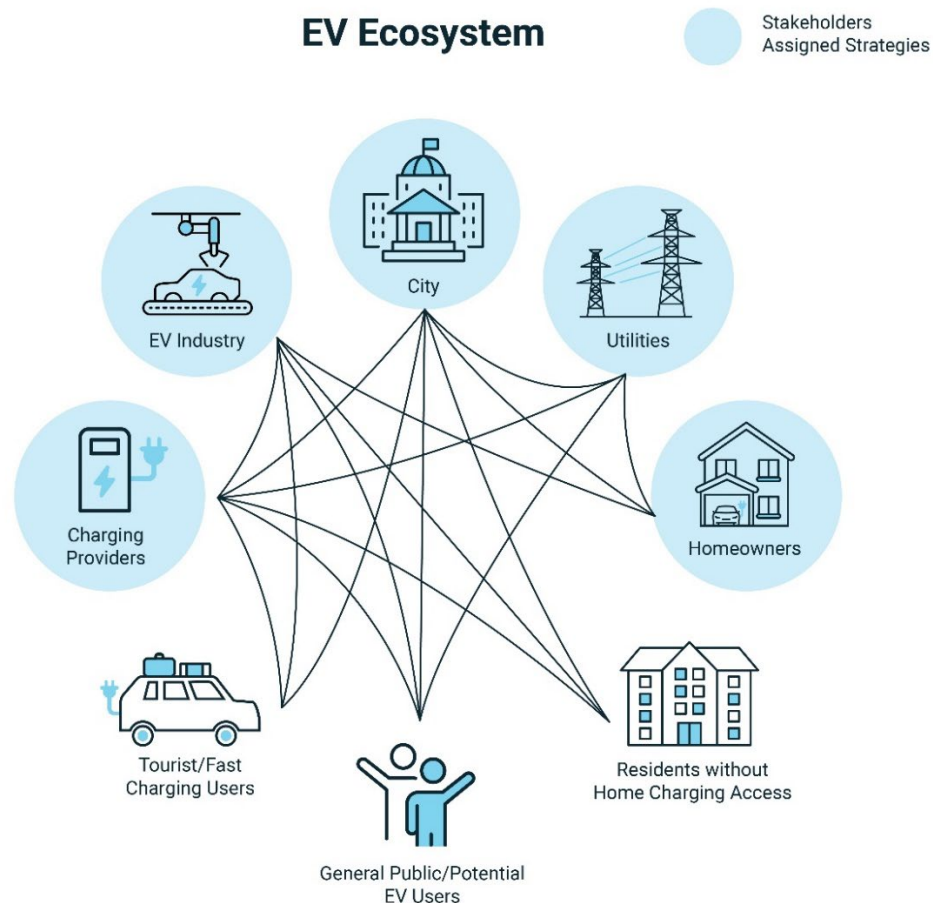 EV Ecosystem
Stakeholders
Assigned Strategies
City
EV Industry
Utilities
Charging
Providers
Homeowners
Tourist/Fast
Charging Users
Residents without
Home Charging Access
General Public/Potential
EV Users